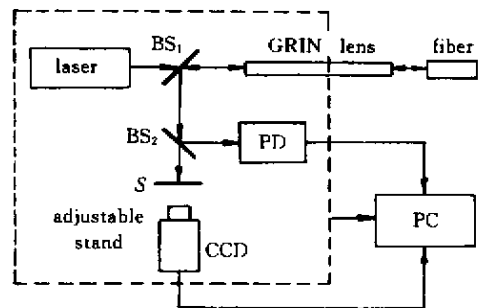 BS₁
GRIN lens
fiber
laser
BS₂
PD
S
adjustable
stand
CCD
PC